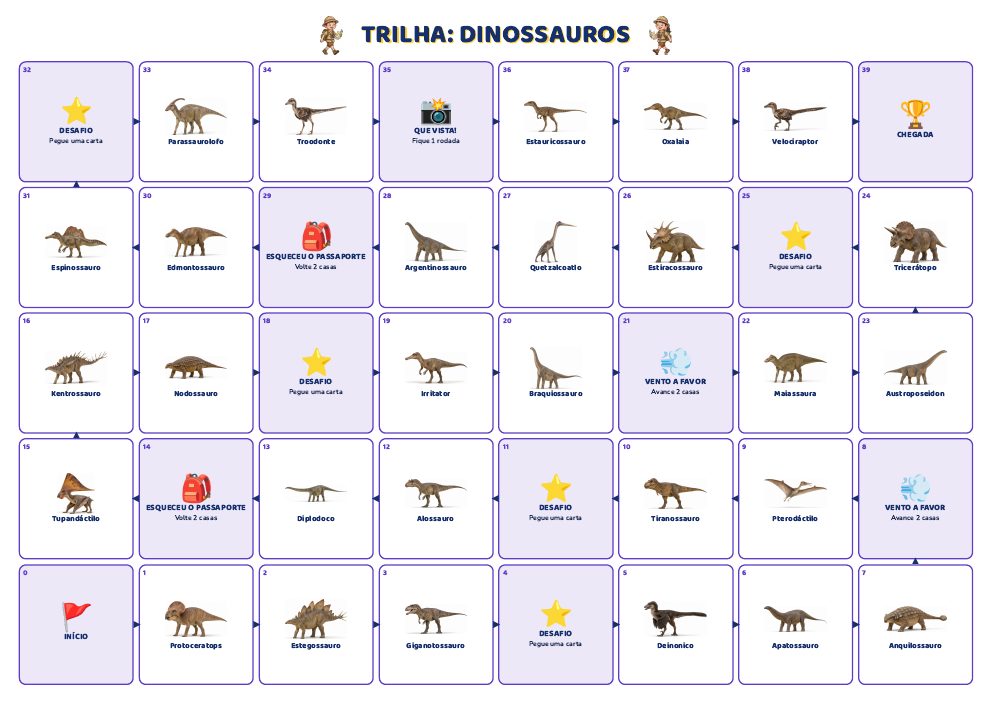 TRILHA: DINOSSAUROS
32
DESAFIO
Pegue uma carta
33
Parassaurolofo
34
Troodonte
35
QUE VISTA!
Fique 1 rodada
36
Estauricossauro
37
Oxalaia
38
Velociraptor
39
CHEGADA
31
Espinossauro
30
Edmontossauro
29
ESQUECEU O PASSAPORTE
Volte 2 casas
28
Argentinossauro
27
Quetzalcoatlo
26
Estiracossauro
25
DESAFIO
Pegue uma carta
24
Tricerátopo
16
Kentrossauro
17
Nodossauro
18
DESAFIO
Pegue uma carta
19
Irritator
20
Braquiossauro
21
VENTO A FAVOR
Avance 2 casas
22
Maiassaura
23
Austroposeidon
15
Tupandáctilo
14
ESQUECEU O PASSAPORTE
Volte 2 casas
13
Diplodoco
12
Alossauro
11
DESAFIO
Pegue uma carta
10
Tiranossauro
9
Pterodáctilo
8
VENTO A FAVOR
Avance 2 casas
0
INÍCIO
1
Protoceratops
2
Estegossauro
3
Giganotossauro
4
DESAFIO
Pegue uma carta
5
Deinonico
6
Apatossauro
7
Anquilossauro